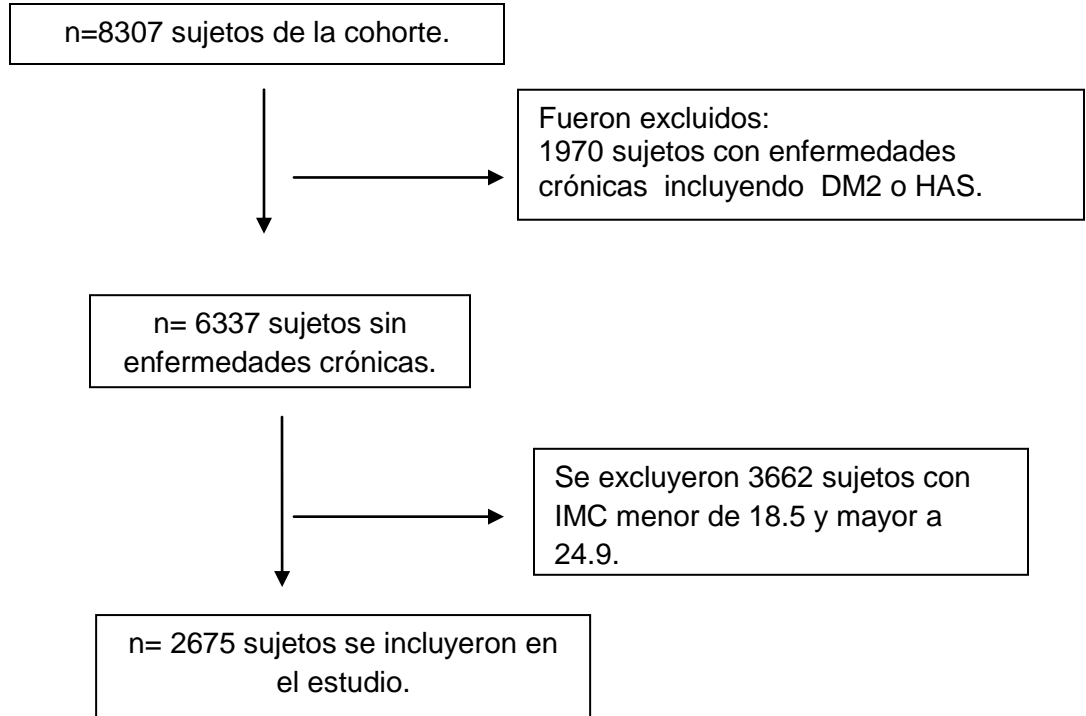 n=8307 sujetos de la cohorte.
Fueron excluidos:
1970 sujetos con enfermedades
crónicas incluyendo DM2 o HAS.
n= 6337 sujetos sin
enfermedades crónicas.
Se excluyeron 3662 sujetos con
IMC menor de 18.5 y mayor a
24.9.
n= 2675 sujetos se incluyeron en
el estudio.